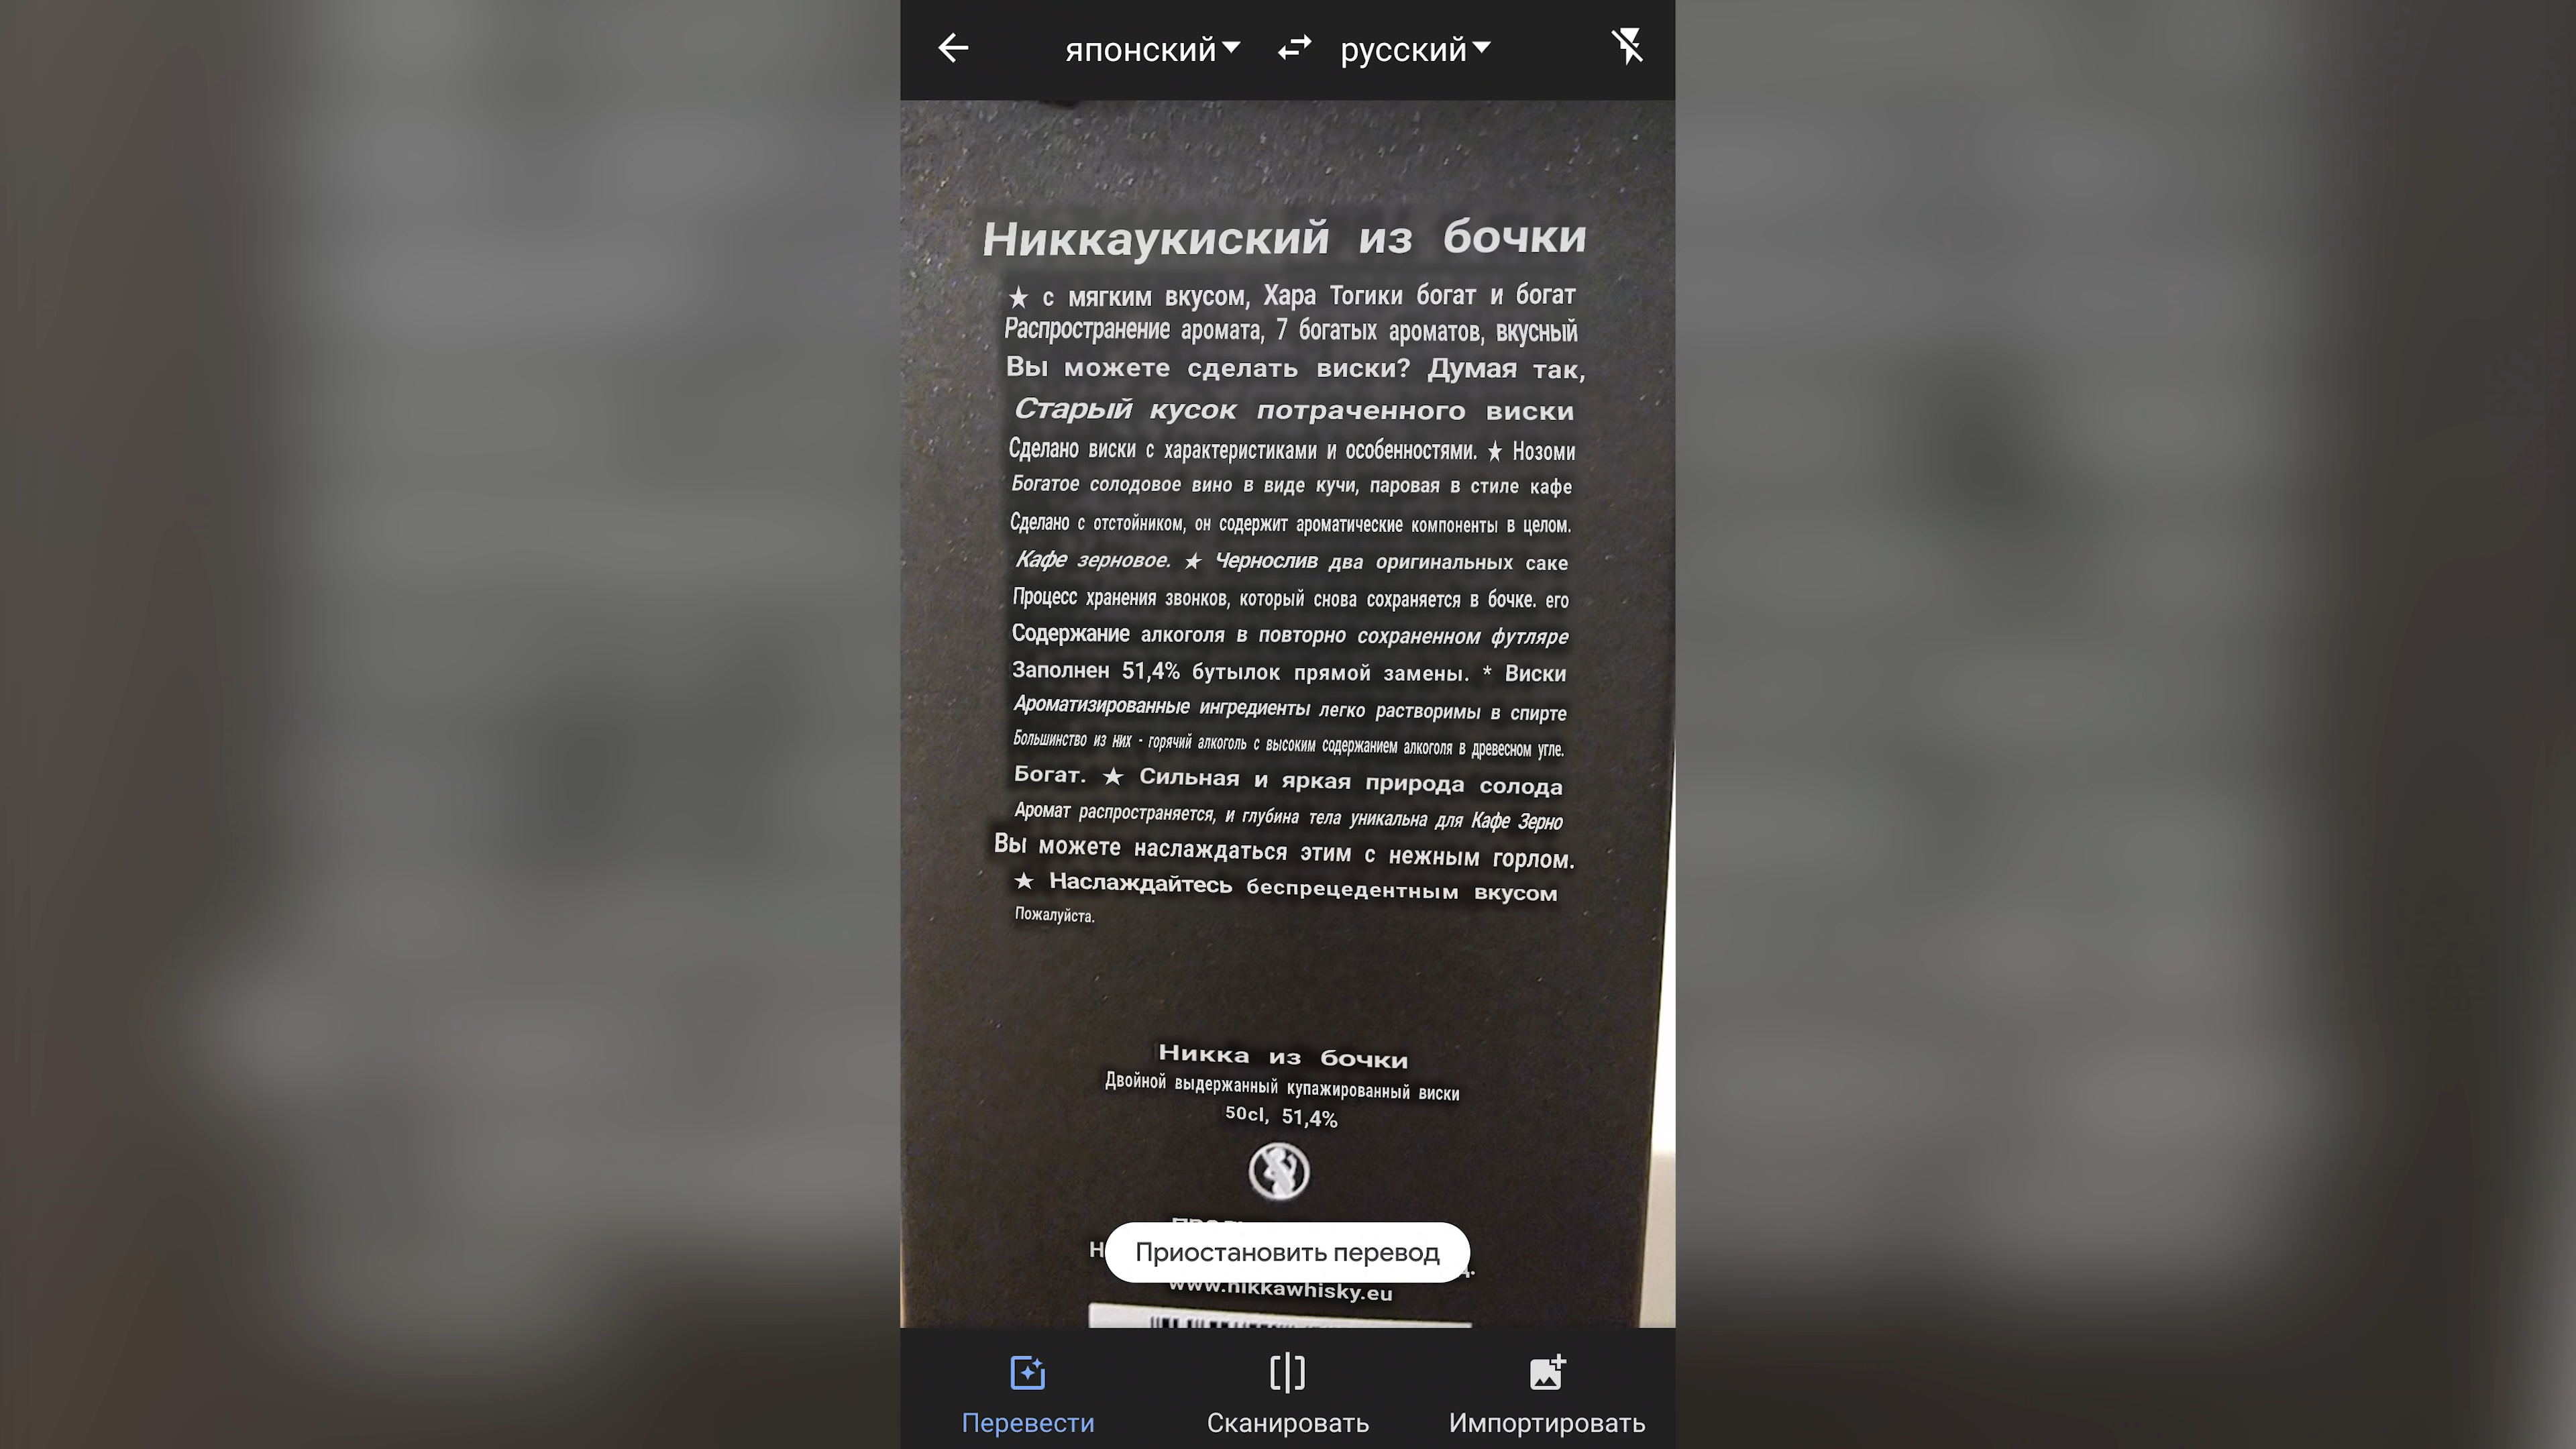 японский русский
Никкаукиский из бочки
★ с мягким вкусом, Хара Тогики богат и богат
Распространение аромата, 7 богатых ароматов, вкусный
Вы можете сделать виски? Думая так,
Старый кусок потраченного виски
Сделано виски с характеристиками и особенностями. ★ Нозоми
Богатое солодовое вино в виде кучи, паровая в стиле кафе
Сделано с отстойником, он содержит ароматические компоненты в целом.
Кафе зерновое. ★ Чернослив два оригинальных саке
Процесс хранения звонков, который снова сохраняется в бочке. его
Содержание алкоголя в повторно сохраненном футляре
Заполнен 51,4% бутылок прямой замены. * Виски
Ароматизированные ингредиенты легко растворимы в спирте
Большинство из них - горячий алкоголь с высоким содержанием алкоголя в древесном угле.
Богат. ★ Сильная и яркая природа солода
Аромат распространяется, и глубина тела уникальна для Кафе Зерно
Вы можете наслаждаться этим с нежным горлом.
★ Наслаждайтесь беспрецедентным вкусом
Пожалуйста.
Никка из бочки
Двойной выдержанный купажированный виски
50cl, 51,4%
Приостановить перевод
www.nikkawhisky.eu
Перевести Сканировать Импортировать